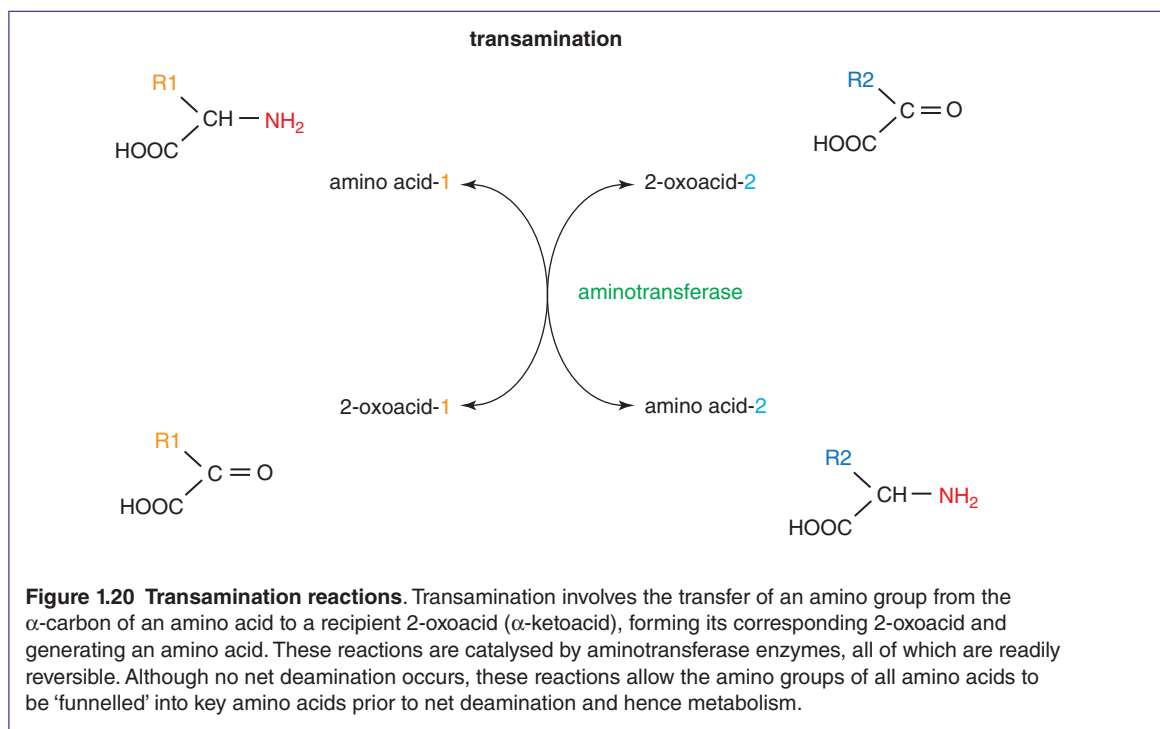 transamination
R1
CH — NH₂
HOOC
R2
C = O
HOOC
amino acid-1
2-oxoacid-2
aminotransferase
2-oxoacid-1
amino acid-2
R1
C = O
HOOC
R2
CH — NH₂
HOOC
Figure 1.20 Transamination reactions. Transamination involves the transfer of an amino group from the
α-carbon of an amino acid to a recipient 2-oxoacid (α-ketoacid), forming its corresponding 2-oxoacid and
generating an amino acid. These reactions are catalysed by aminotransferase enzymes, all of which are readily
reversible. Although no net deamination occurs, these reactions allow the amino groups of all amino acids to
be ‘funnelled’ into key amino acids prior to net deamination and hence metabolism.